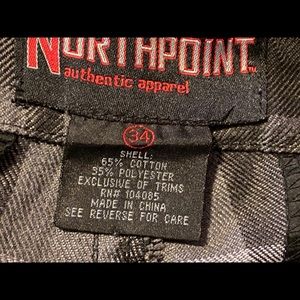 NORTHPOINT
authentic apparel
34
SHELL:
65% COTTON
35% POLYESTER
EXCLUSIVE OF TRIMS
RN# 104085
MADE IN CHINA
SEE REVERSE FOR CARE